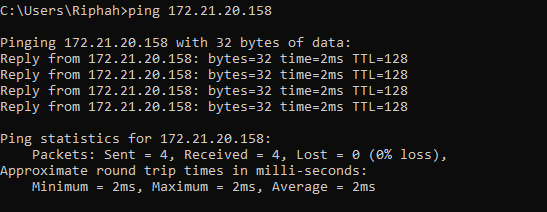 C:\Users\Riphah>ping 172.21.20.158
Pinging 172.21.20.158 with 32 bytes of data:
Reply from 172.21.20.158: bytes=32 time=2ms TTL=128
Reply from 172.21.20.158: bytes=32 time=2ms TTL=128
Reply from 172.21.20.158: bytes=32 time=2ms TTL=128
Reply from 172.21.20.158: bytes=32 time=2ms TTL=128
Ping statistics for 172.21.20.158:
    Packets: Sent = 4, Received = 4, Lost = 0 (0% loss),
Approximate round trip times in milli-seconds:
    Minimum = 2ms, Maximum = 2ms, Average = 2ms